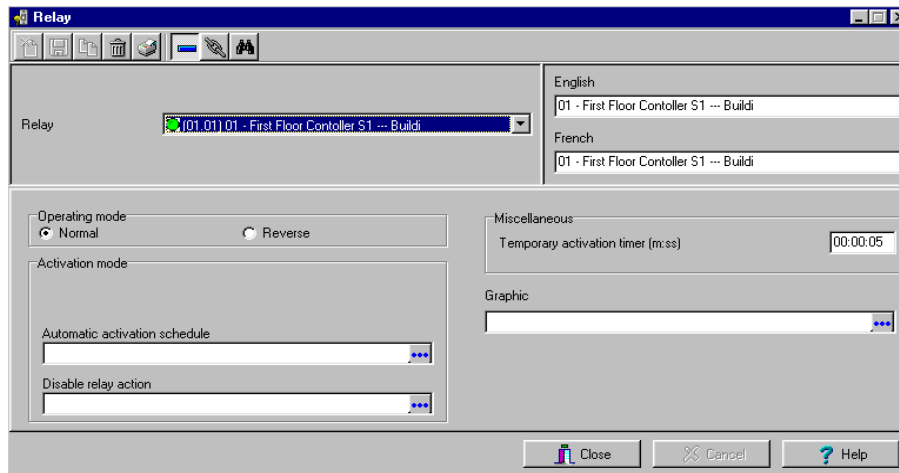 Relay
Relay
(01.01) 01 - First Floor Contoller S1 --- Buildi
English
01 - First Floor Contoller S1 --- Buildi
French
01 - First Floor Contoller S1 --- Buildi
Operating mode
Normal
Reverse
Activation mode
Automatic activation schedule
Disable relay action
Miscellaneous
Temporary activation timer (m:ss)
00:00:05
Graphic
Close
Cancel
Help